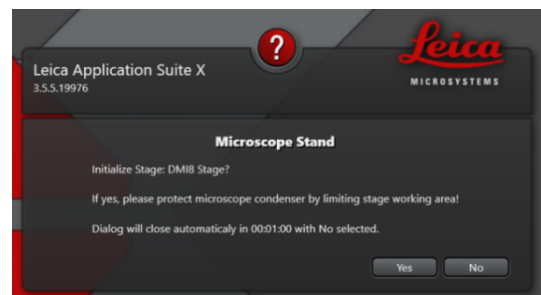 ?
Leica
Leica Application Suite X
3.5.5.19976
MICROSYSTEMS
Microscope Stand
Initialize Stage: DMI8 Stage?
If yes, please protect microscope condenser by limiting stage working area!
Dialog will close automaticaly in 00:01:00 with No selected.
Yes
No